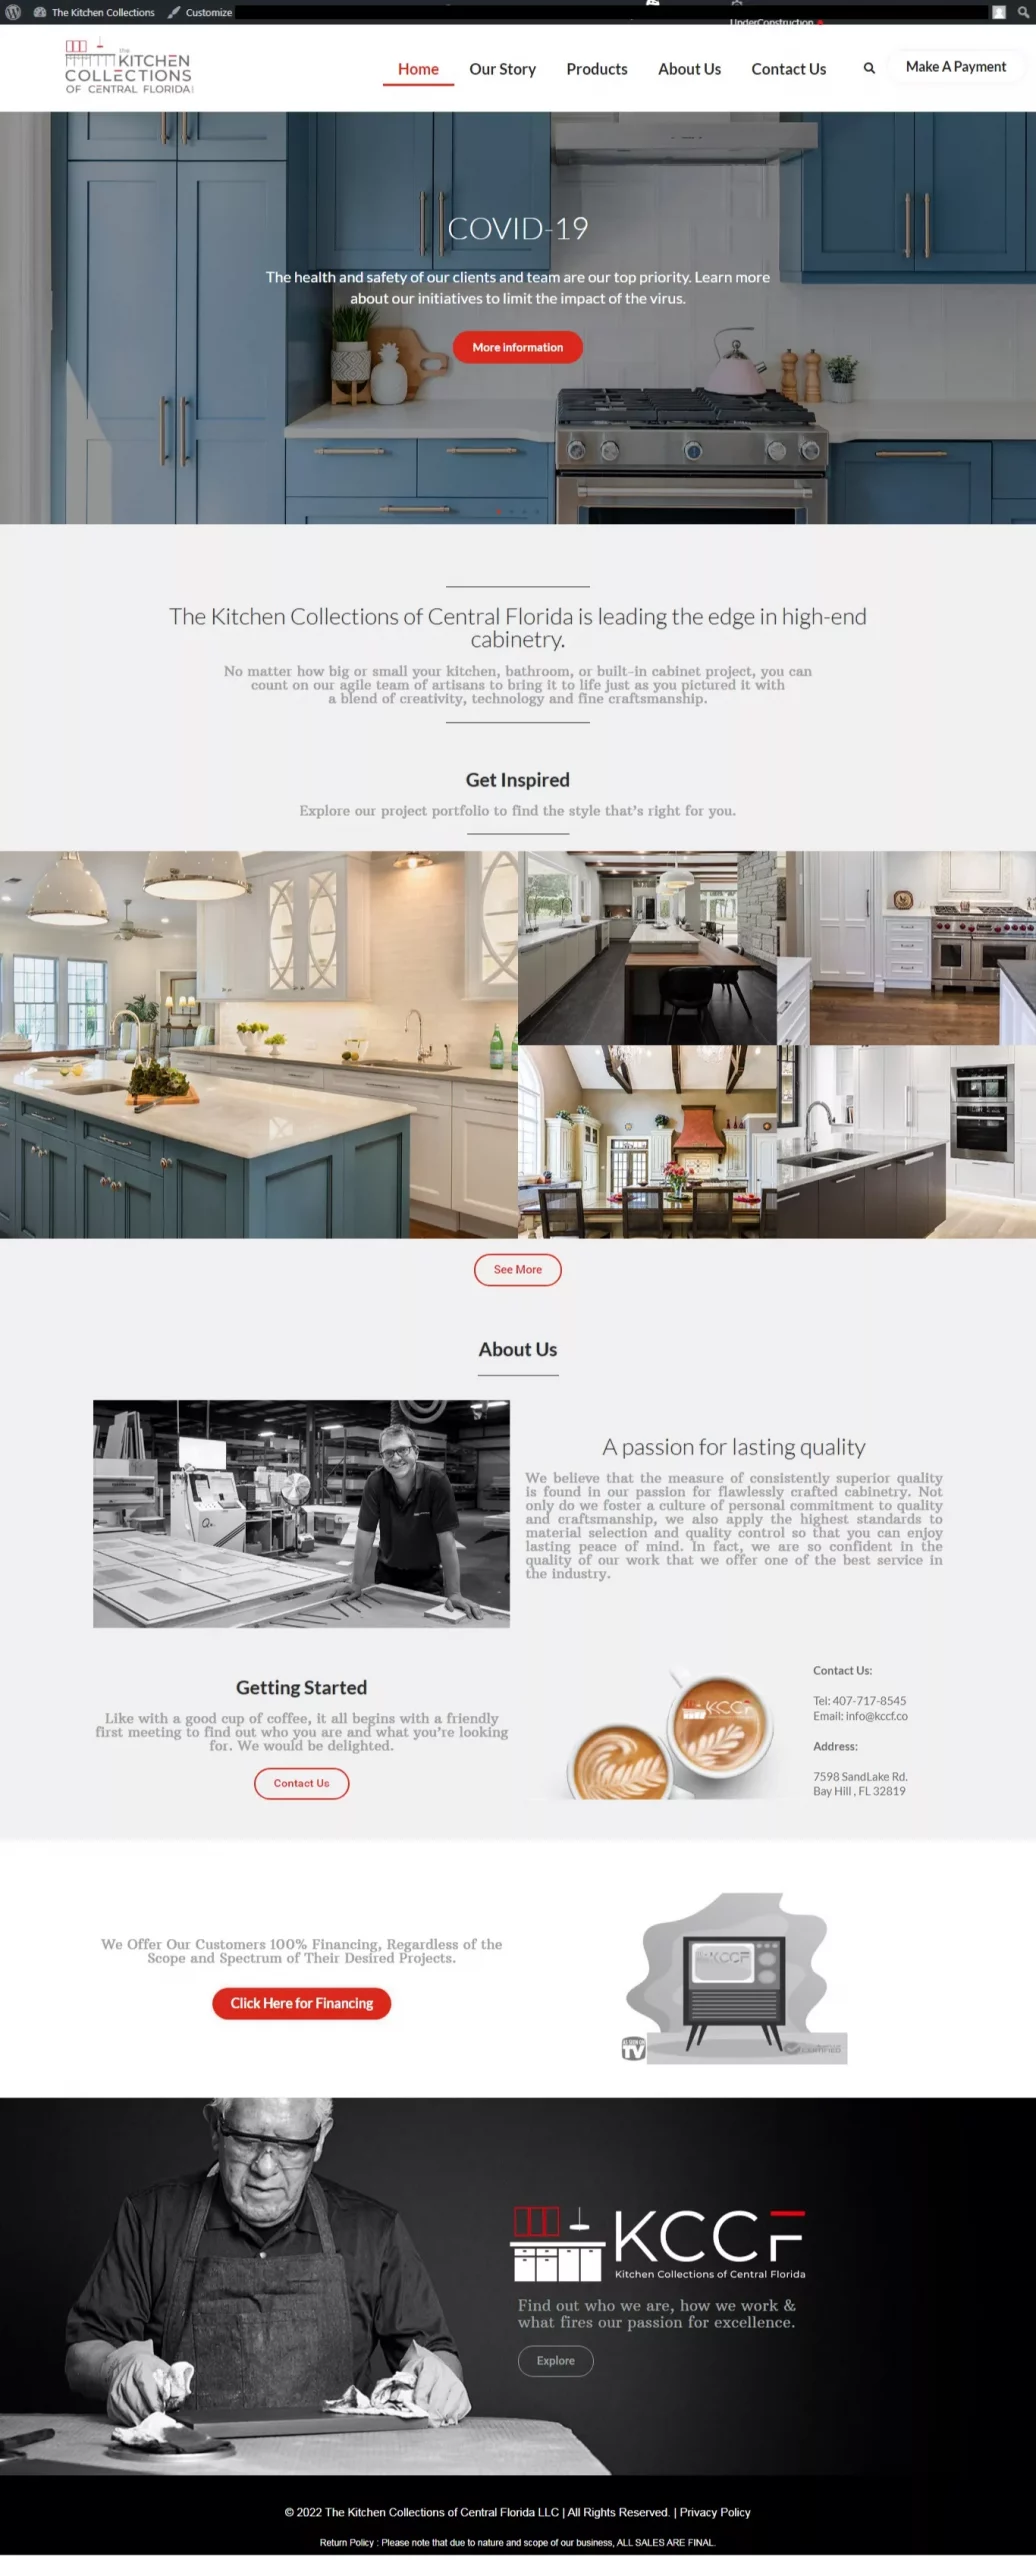 The Kitchen Collections
Customize
UnderConstruction
the
KITCHEN
COLLECTIONS
OF CENTRAL FLORIDA
Home
Our Story
Products
About Us
Contact Us
Make A Payment
COVID-19
The health and safety of our clients and team are our top priority. Learn more
about our initiatives to limit the impact of the virus.
More information
The Kitchen Collections of Central Florida is leading the edge in high-end
cabinetry.
No matter how big or small your kitchen, bathroom, or built-in cabinet project, you can
count on our agile team of artisans to bring it to life just as you pictured it with
a blend of creativity, technology and fine craftsmanship.
Get Inspired
Explore our project portfolio to find the style that's right for you.
See More
About Us
A passion for lasting quality
We believe that the measure of consistently superior quality
is found in our passion for flawlessly crafted cabinetry. Not
only do we foster a culture of personal commitment to quality
and craftsmanship, we also apply the highest standards to
material selection and quality control so that you can enjoy
lasting peace of mind. In fact, we are so confident in the
quality of our work that we offer one of the best service in
the industry.
Getting Started
Like with a good cup of coffee, it all begins with a friendly
first meeting to find out who you are and what you're looking
for. We would be delighted.
Contact Us
KCCF
Contact Us:
Tel: 407-717-8545
Email: info@kccf.co
Address:
7598 SandLake Rd.
Bay Hill , FL 32819
We Offer Our Customers 100% Financing, Regardless of the
Scope and Spectrum of Their Desired Projects.
Click Here for Financing
KCCF
AS SEEN ON
TV
KCCF
Kitchen Collections of Central Florida
Find out who we are, how we work &
what fires our passion for excellence.
Explore
© 2022 The Kitchen Collections of Central Florida LLC | All Rights Reserved. | Privacy Policy
Return Policy : Please note that due to nature and scope of our business, ALL SALES ARE FINAL.